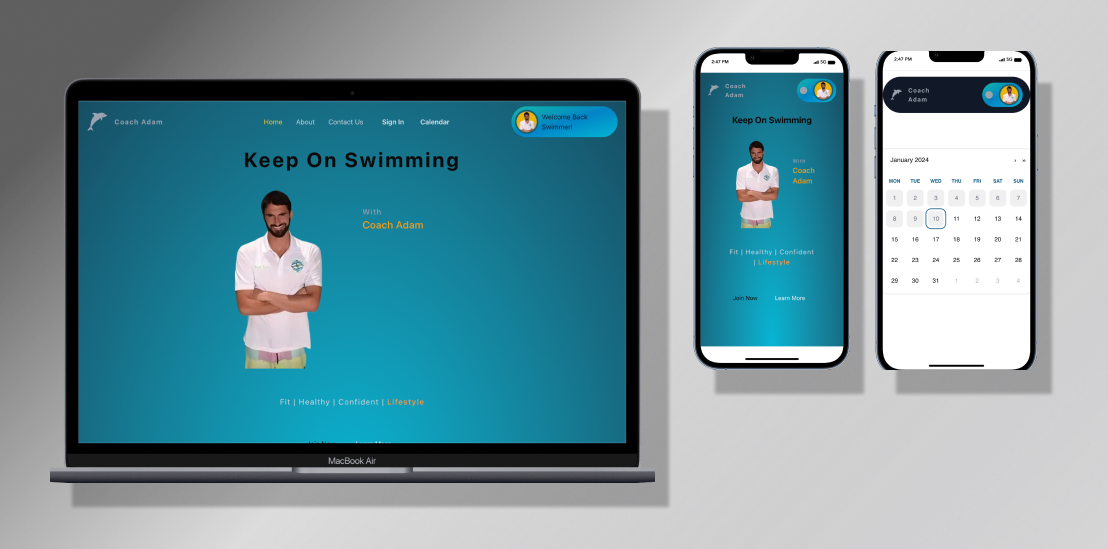 Coach Adam
Home About Contact Us Sign In Calendar
Welcome Back
Swimmer!
Keep On Swimming
With
Coach Adam
Fit | Healthy | Confident | Lifestyle
Join Now Learn More
MacBook Air
2:47 PM 5G
Coach
Adam
Keep On Swimming
With
Coach
Adam
Fit | Healthy | Confident
| Lifestyle
Join Now Learn More
2:47 PM 5G
Coach
Adam
January 2024 › »
MON TUE WED THU FRI SAT SUN
1 2 3 4 5 6 7
8 9 10 11 12 13 14
15 16 17 18 19 20 21
22 23 24 25 26 27 28
29 30 31 1 2 3 4